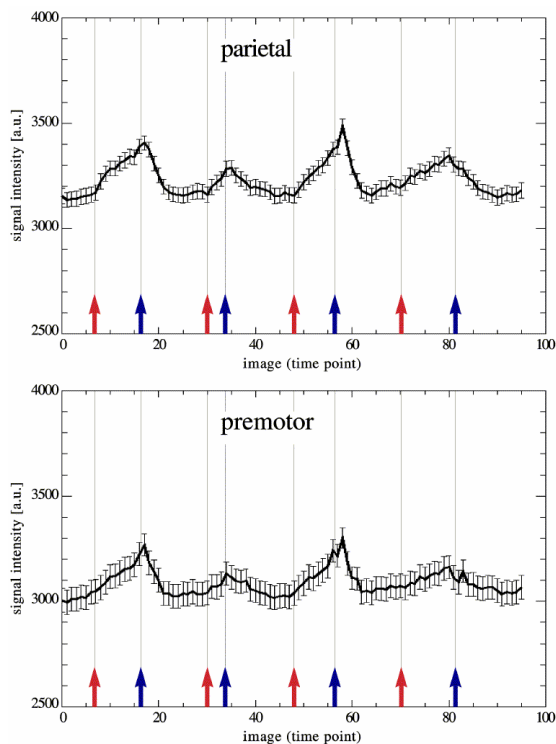 4000
parietal
3500
signal intensity [a.u.]
3000
2500
0 20 40 60 80 100
image (time point)
4000
premotor
3500
signal intensity [a.u.]
3000
2500
0 20 40 60 80 100
image (time point)